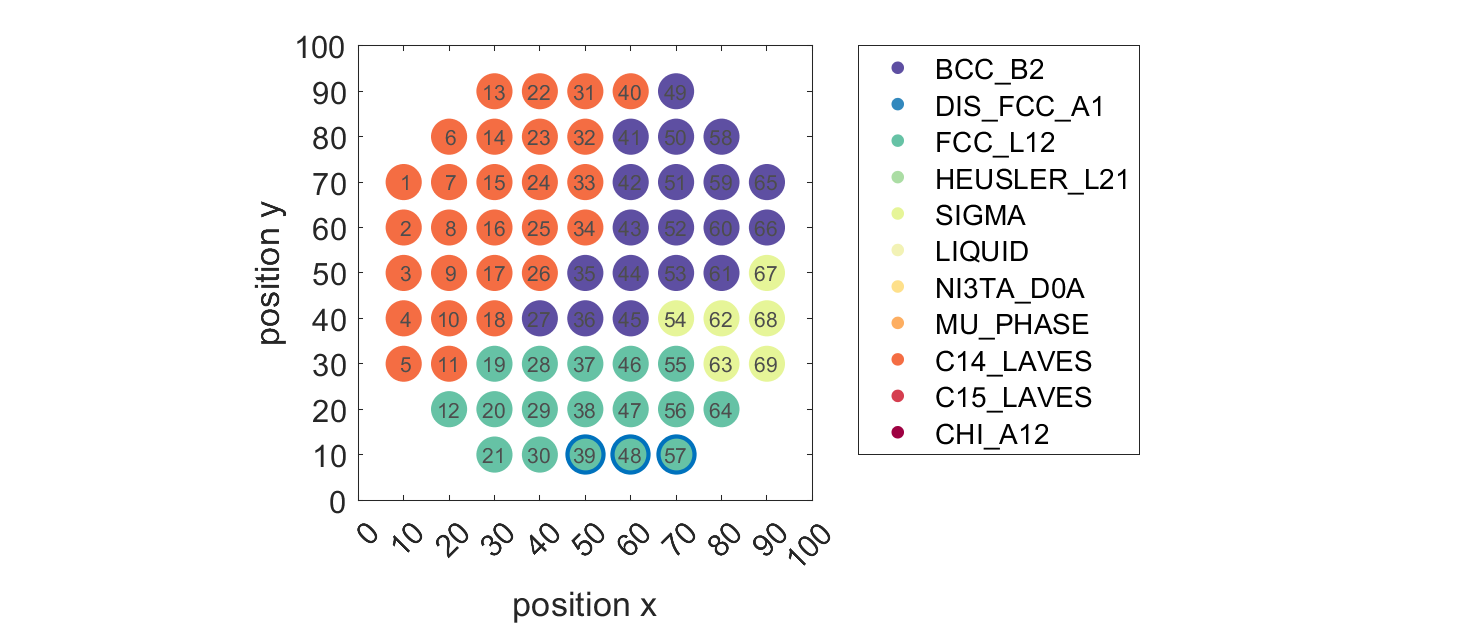 100
90 13 22 31 40 49
80 6 14 23 32 41 50 58
70 1 7 15 24 33 42 51 59 65
60 2 8 16 25 34 43 52 60 66
50 3 9 17 26 35 44 53 61 67
40 4 10 18 27 36 45 54 62 68
30 5 11 19 28 37 46 55 63 69
20 12 20 29 38 47 56 64
10 21 30 39 48 57
0
0 10 20 30 40 50 60 70 80 90 100
position x
position y
BCC_B2
DIS_FCC_A1
FCC_L12
HEUSLER_L21
SIGMA
LIQUID
NI3TA_D0A
MU_PHASE
C14_LAVES
C15_LAVES
CHI_A12